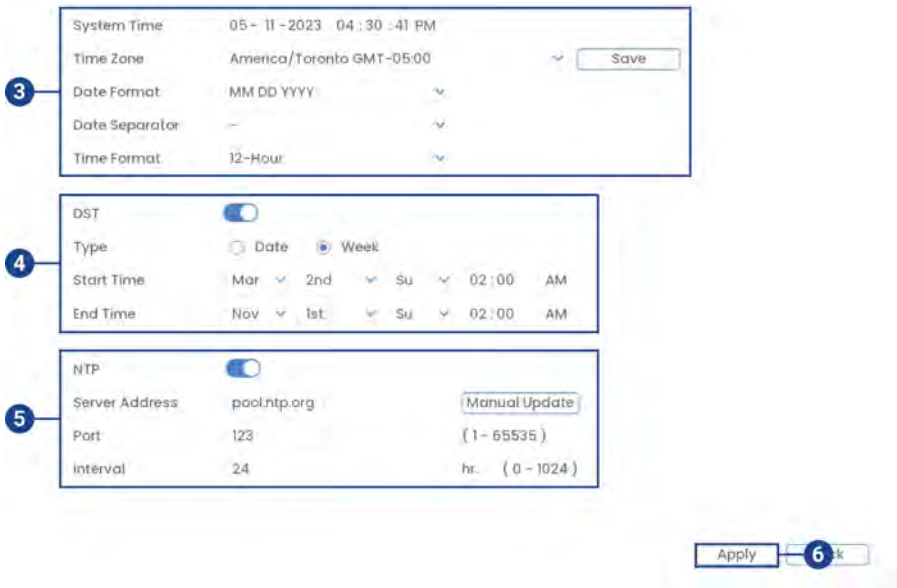 System Time 05 - 11 - 2023 04 : 30 : 41 PM
Time Zone America/Toronto GMT-05:00 Save
3 Date Format MM DD YYYY
Date Separator -
Time Format 12-Hour
DST
Type Date Week
4
Start Time Mar 2nd Su 02:00 AM
End Time Nov 1st Su 02:00 AM
NTP
Server Address pool.ntp.org Manual Update
5
Port 123 ( 1 - 65535 )
Interval 24 hr. ( 0 - 1024 )
Apply 6